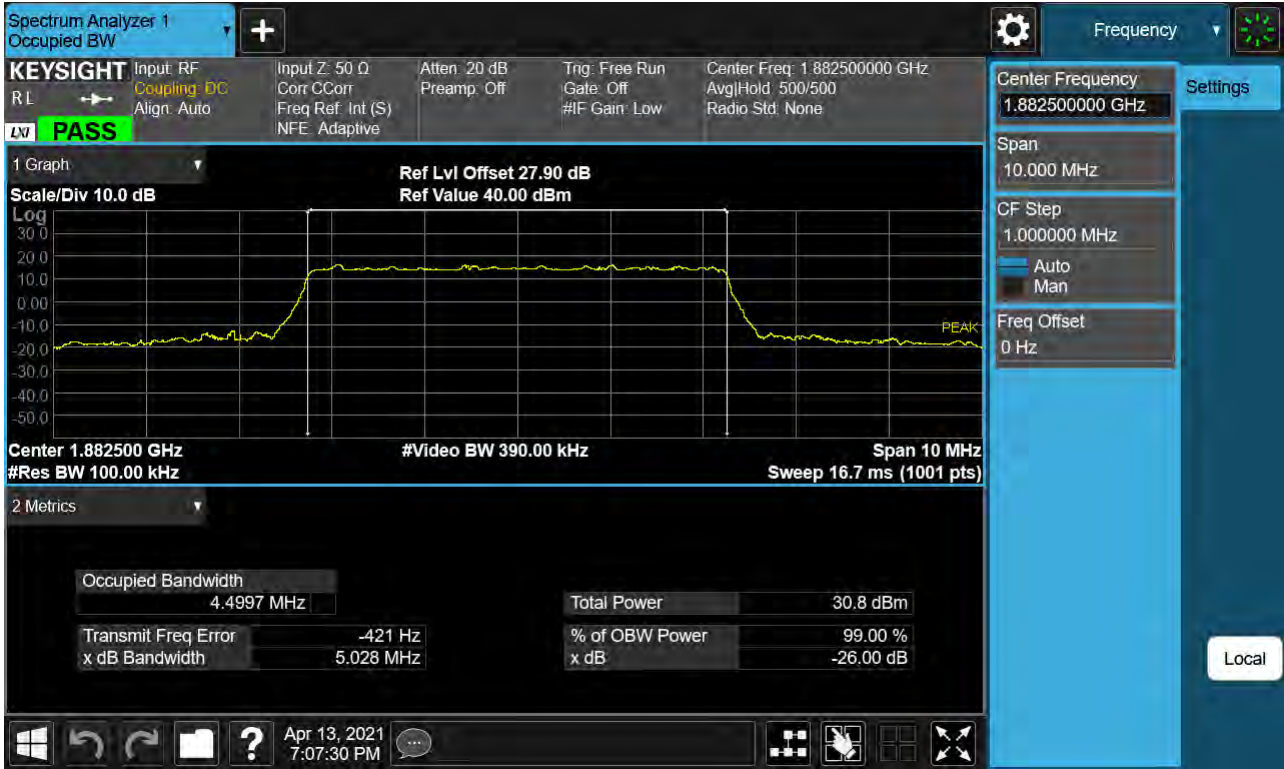 Spectrum Analyzer 1
Occupied BW
+
Frequency
KEYSIGHT
RL
LXI
PASS
Input: RF
Coupling: DC
Align: Auto
Input Z: 50 Ω
Corr CCorr
Freq Ref: Int (S)
NFE: Adaptive
Atten: 20 dB
Preamp: Off
Trig: Free Run
Gate: Off
#IF Gain: Low
Center Freq: 1.882500000 GHz
Avg|Hold: 500/500
Radio Std: None
1 Graph
Scale/Div 10.0 dB
Ref Lvl Offset 27.90 dB
Ref Value 40.00 dBm
Log
30.0
20.0
10.0
0.00
-10.0
-20.0
-30.0
-40.0
-50.0
PEAK
Center 1.882500 GHz
#Video BW 390.00 kHz
Span 10 MHz
#Res BW 100.00 kHz
Sweep 16.7 ms (1001 pts)
2 Metrics
Occupied Bandwidth
4.4997 MHz
Transmit Freq Error -421 Hz
x dB Bandwidth 5.028 MHz
Total Power 30.8 dBm
% of OBW Power 99.00 %
x dB -26.00 dB
Center Frequency
1.882500000 GHz
Span
10.000 MHz
CF Step
1.000000 MHz
Auto
Man
Freq Offset
0 Hz
Settings
Local
?
Apr 13, 2021
7:07:30 PM